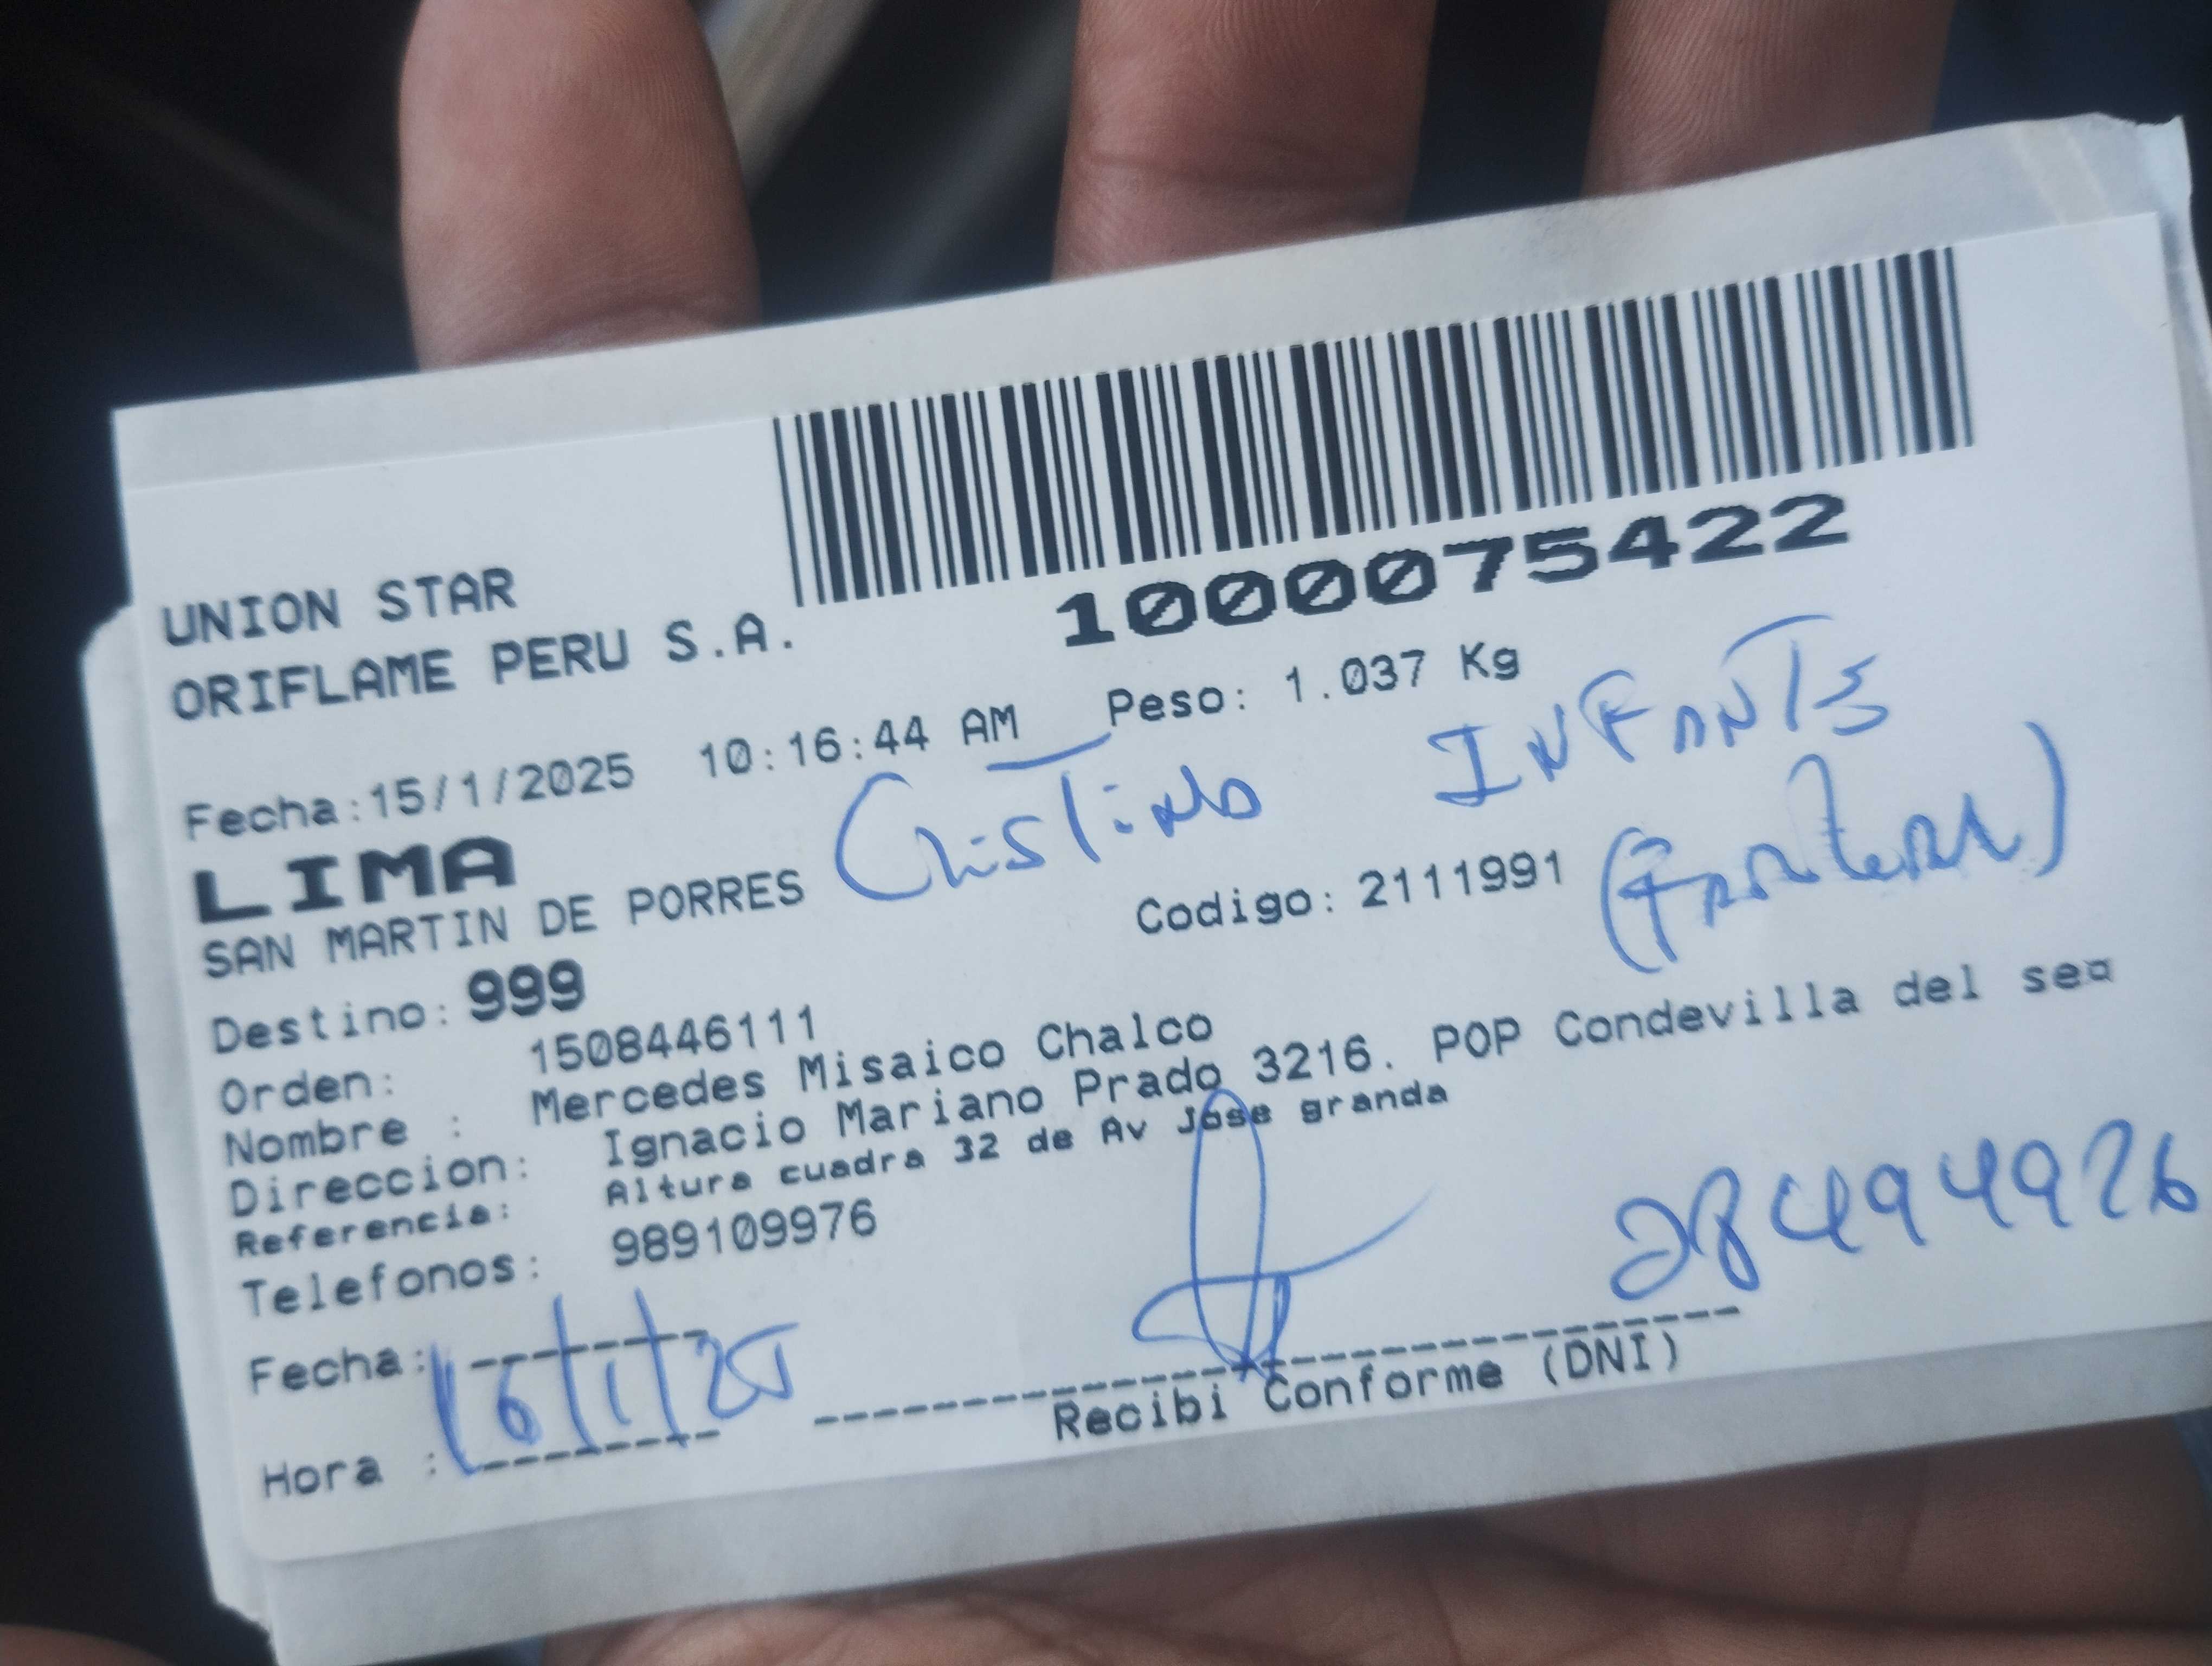 1000075422
UNION STAR
ORIFLAME PERU S.A.
Fecha:15/1/2025 10:16:44 AM Peso: 1.037 Kg
LIMA
Cristino INFANTE
SAN MARTIN DE PORRES
Codigo: 2111991
Destino: 999
Orden: 1508446111
Nombre : Mercedes Misaico Chalco
Direccion: Ignacio Mariano Prado 3216. POP Condevilla del sea
Referencia: Altura cuadra 32 de Av Jose granda
Telefonos: 989109976
28494926
Fecha: 16/1/25
Hora :
Recibi Conforme (DNI)